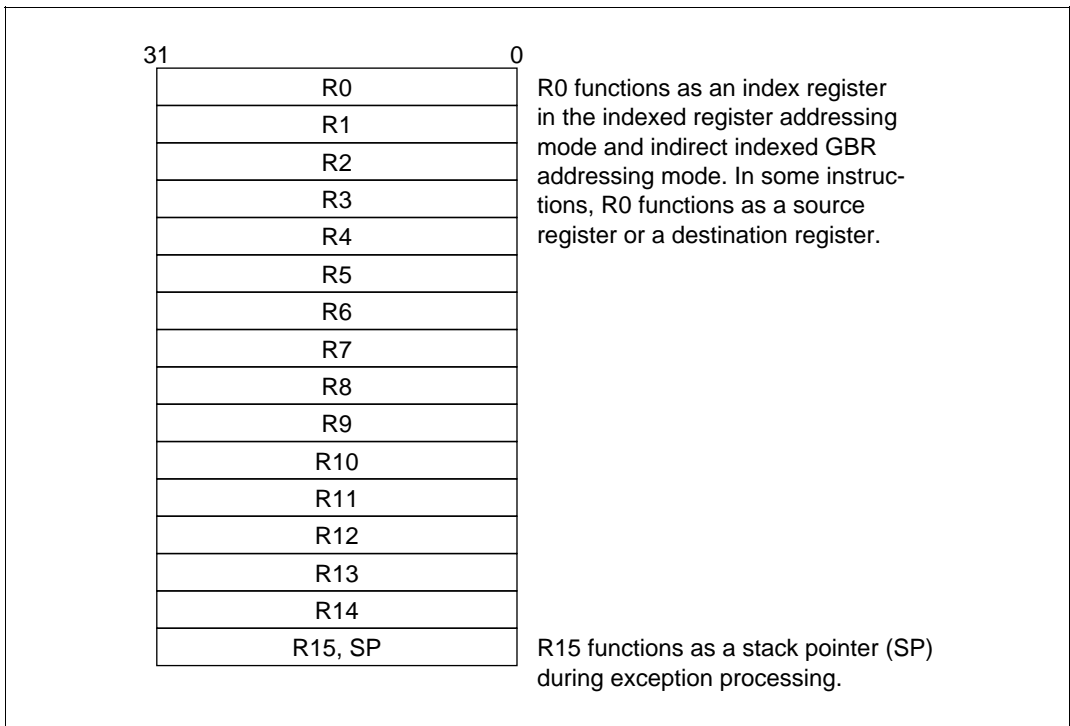 31 0
R0
R1
R2
R3
R4
R5
R6
R7
R8
R9
R10
R11
R12
R13
R14
R15, SP
R0 functions as an index register
in the indexed register addressing
mode and indirect indexed GBR
addressing mode. In some instruc-
tions, R0 functions as a source
register or a destination register.
R15 functions as a stack pointer (SP)
during exception processing.